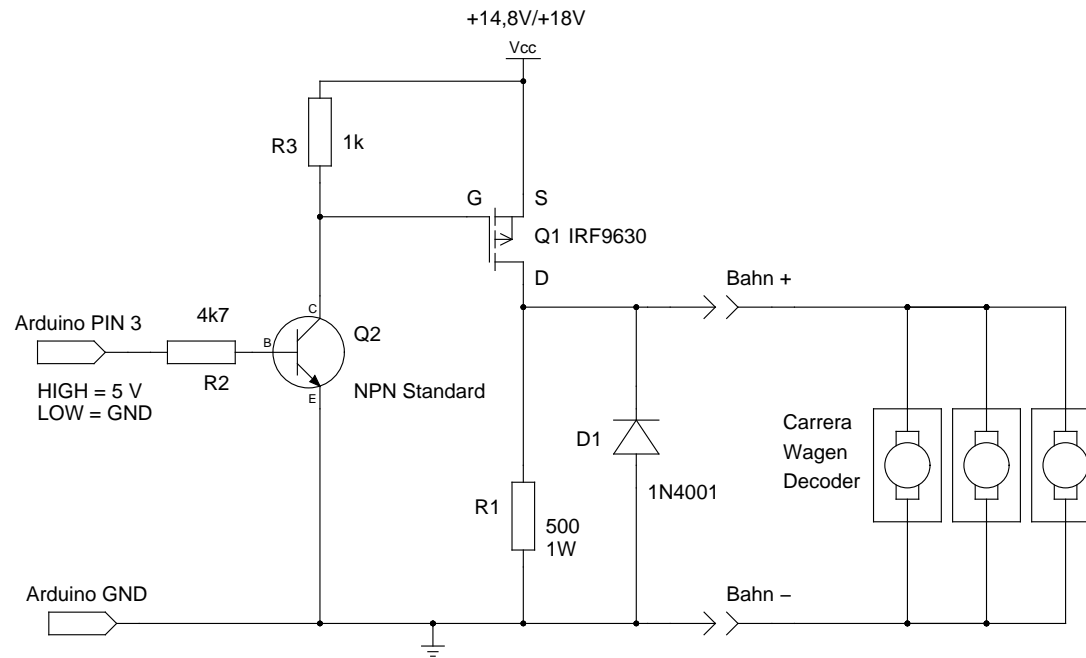 +14,8V/+18V
Vcc
R3
1k
G
S
Q1 IRF9630
D
Bahn +
Arduino PIN 3
4k7
C
B
Q2
E
R2
NPN Standard
HIGH = 5 V
LOW = GND
D1
1N4001
R1
500
1W
Carrera
Wagen
Decoder
Arduino GND
Bahn –